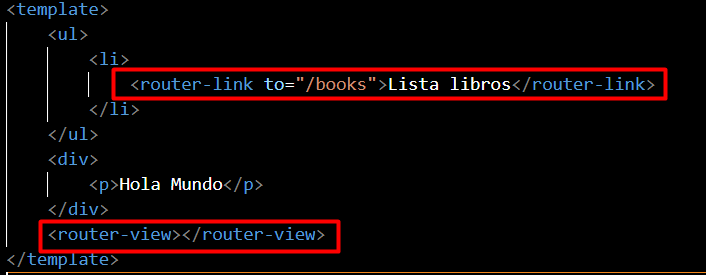 <template>
<ul>
<li>
<router-link to="/books">Lista libros</router-link>
</li>
</ul>
<div>
<p>Hola Mundo</p>
</div>
<router-view></router-view>
</template>